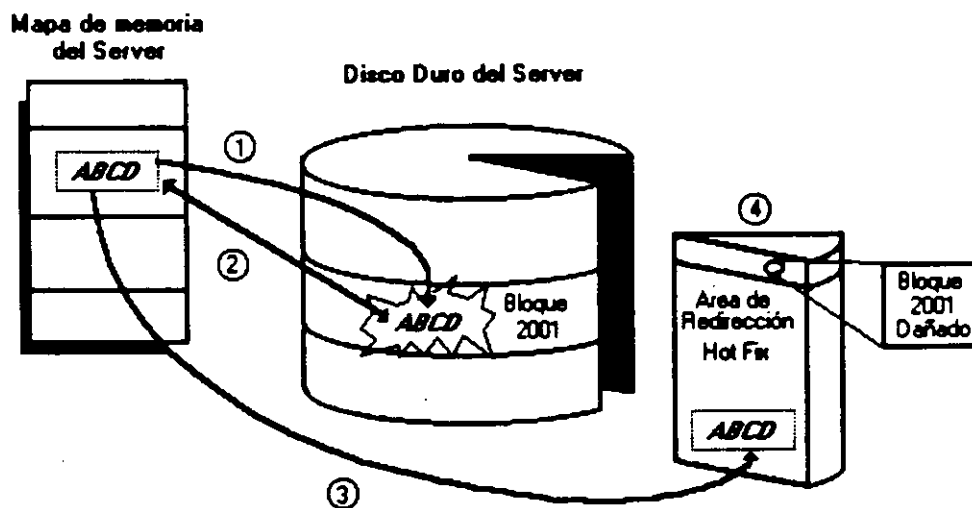 Mapa de memoria
del Server
Disco Duro del Server
ABCD
1
2
ABCD
Bloque
2001
4
Area de
Redirección
Hot Fix
Bloque
2001
Dañado
ABCD
3